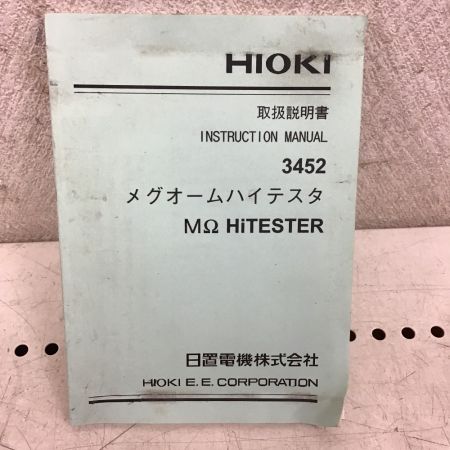 HIOKI
取扱説明書
INSTRUCTION MANUAL
3452
メグオームハイテスタ
MΩ HiTESTER
日置電機株式会社
HIOKI E. E. CORPORATION